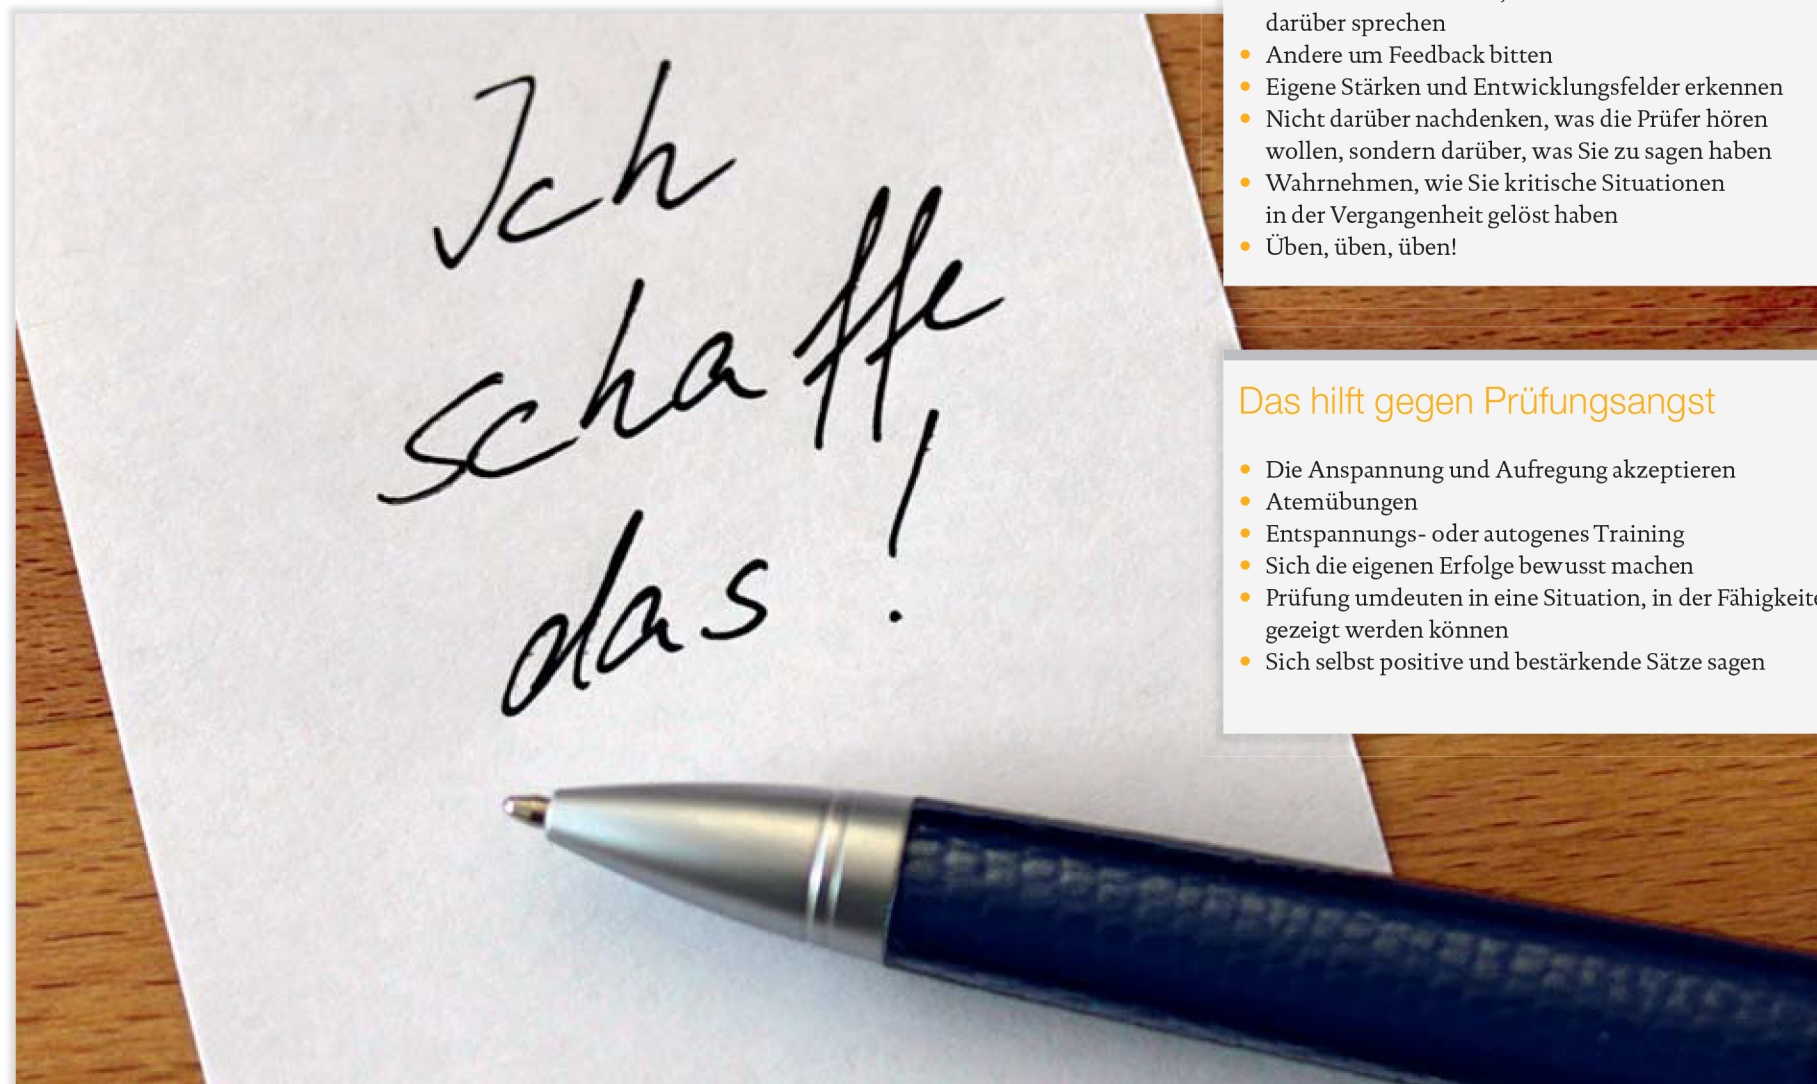 Ich
schaffe
das!
darüber sprechen
• Andere um Feedback bitten
• Eigene Stärken und Entwicklungsfelder erkennen
• Nicht darüber nachdenken, was die Prüfer hören
wollen, sondern darüber, was Sie zu sagen haben
• Wahrnehmen, wie Sie kritische Situationen
in der Vergangenheit gelöst haben
• Üben, üben, üben!
Das hilft gegen Prüfungsangst
• Die Anspannung und Aufregung akzeptieren
• Atemübungen
• Entspannungs- oder autogenes Training
• Sich die eigenen Erfolge bewusst machen
• Prüfung umdeuten in eine Situation, in der
gezeigt werden können
• Sich selbst positive und bestärkende Sätze sagen